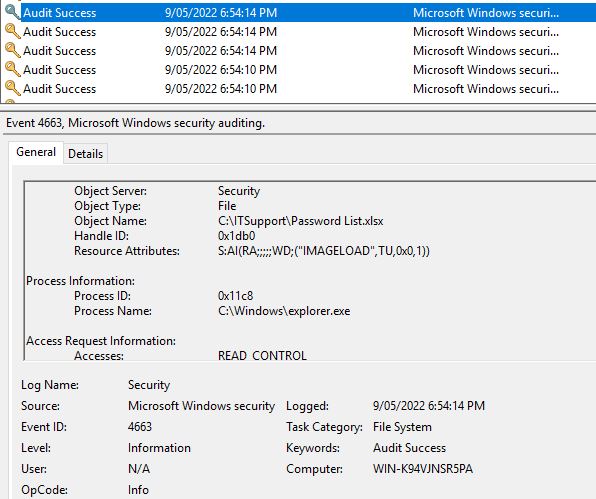 Audit Success 9/05/2022 6:54:14 PM Microsoft Windows securi...
Audit Success 9/05/2022 6:54:14 PM Microsoft Windows securi...
Audit Success 9/05/2022 6:54:14 PM Microsoft Windows securi...
Audit Success 9/05/2022 6:54:10 PM Microsoft Windows securi...
Audit Success 9/05/2022 6:54:10 PM Microsoft Windows securi...
Event 4663, Microsoft Windows security auditing.
General Details
Object Server: Security
Object Type: File
Object Name: C:\ITSupport\Password List.xlsx
Handle ID: 0x1db0
Resource Attributes: S:AI(RA;;;;;WD;("IMAGELOAD",TU,0x0,1))
Process Information:
Process ID: 0x11c8
Process Name: C:\Windows\explorer.exe
Access Request Information:
Accesses: READ_CONTROL
Log Name: Security
Source: Microsoft Windows security Logged: 9/05/2022 6:54:14 PM
Event ID: 4663 Task Category: File System
Level: Information Keywords: Audit Success
User: N/A Computer: WIN-K94VJNSR5PA
OpCode: Info